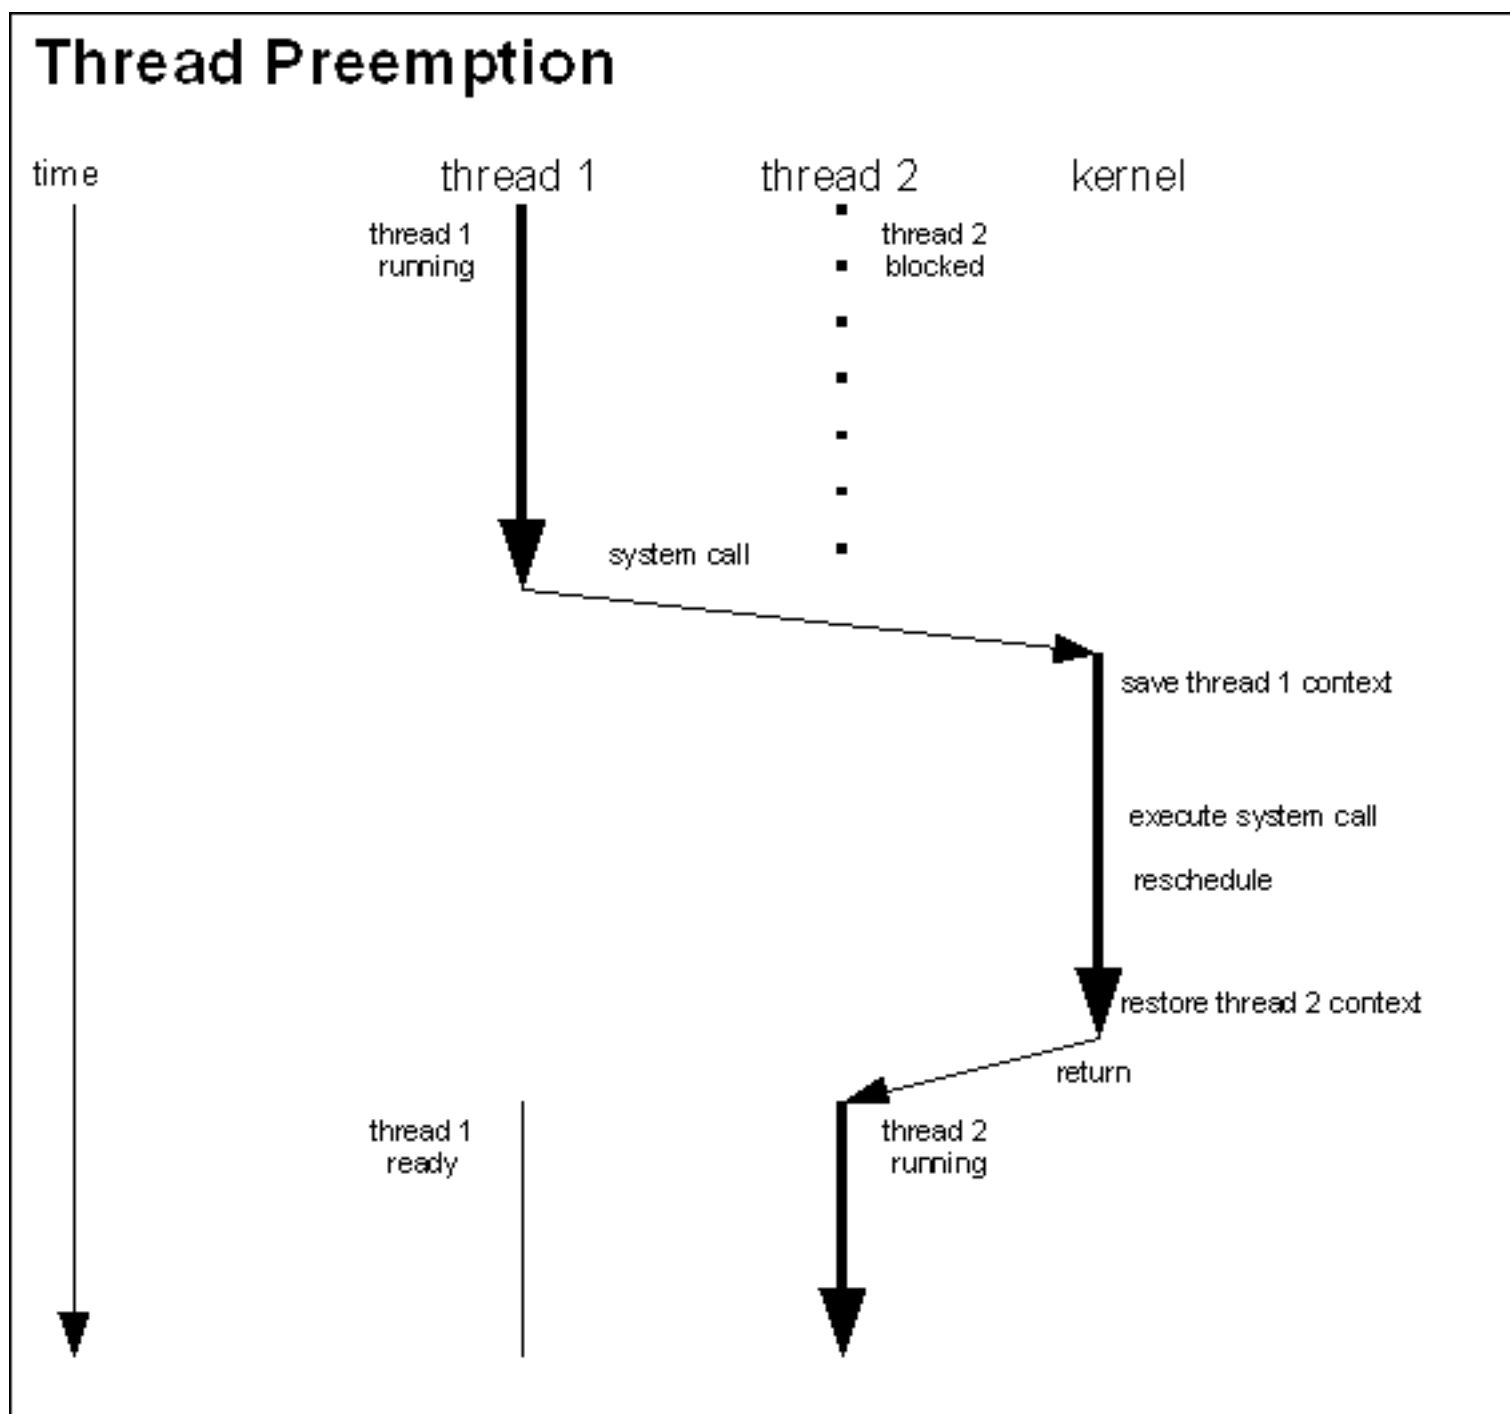 Thread Preemption
time
thread 1
thread 2
kernel
thread 1
running
thread 2
blocked
system call
save thread 1 context
execute system call
reschedule
restore thread 2 context
return
thread 1
ready
thread 2
running